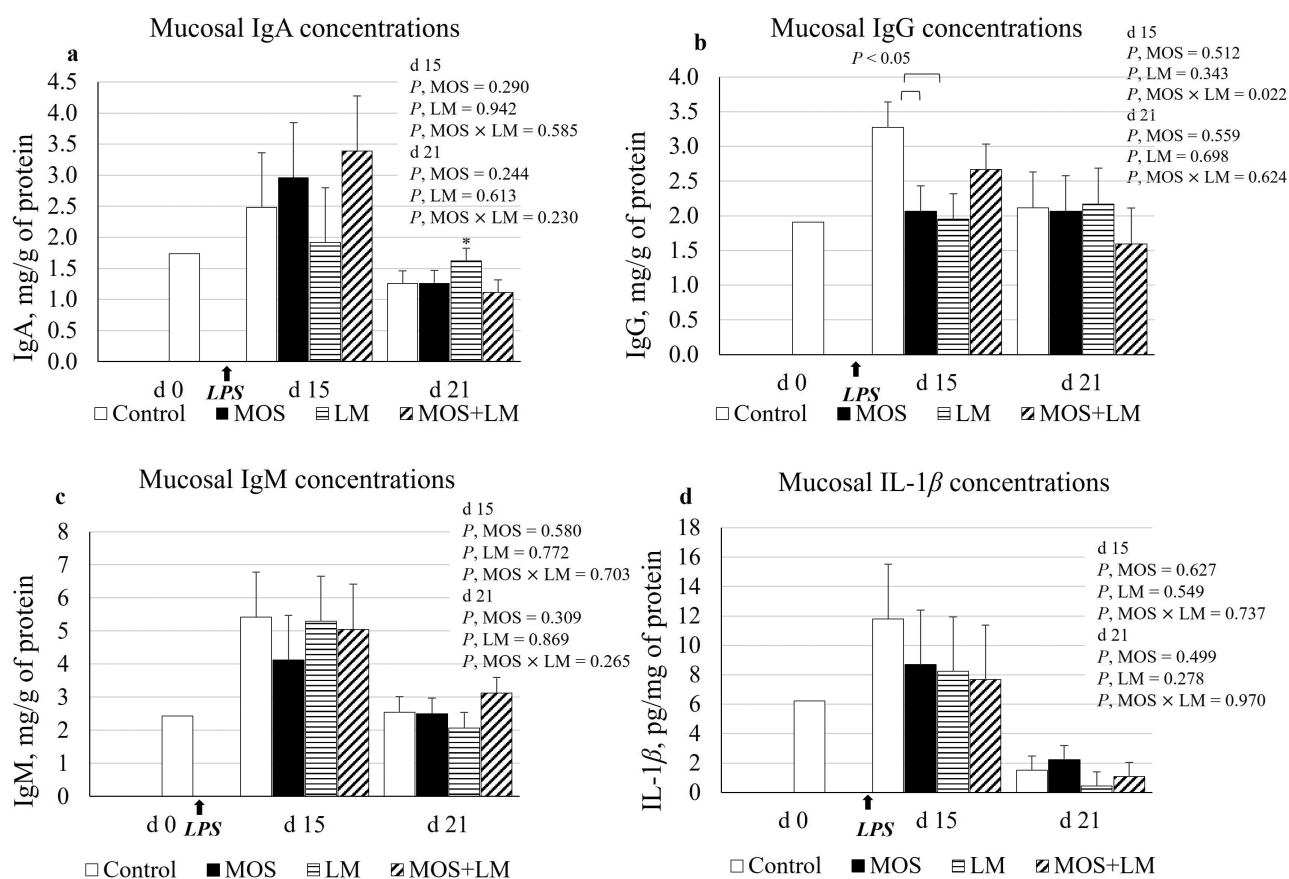 Mucosal IgA concentrations
a
d 15
P, MOS = 0.290
P, LM = 0.942
P, MOS × LM = 0.585
d 21
P, MOS = 0.244
P, LM = 0.613
P, MOS × LM = 0.230
IgA, mg/g of protein
4.5
4.0
3.5
3.0
2.5
2.0
1.5
1.0
0.5
0.0
*
d 0
LPS
d 15
d 21
Control MOS LM MOS+LM
Mucosal IgG concentrations
b
P < 0.05
d 15
P, MOS = 0.512
P, LM = 0.343
P, MOS × LM = 0.022
d 21
P, MOS = 0.559
P, LM = 0.698
P, MOS × LM = 0.624
IgG, mg/g of protein
4.0
3.5
3.0
2.5
2.0
1.5
1.0
0.5
0.0
d 0
LPS
d 15
d 21
Control MOS LM MOS+LM
Mucosal IgM concentrations
c
d 15
P, MOS = 0.580
P, LM = 0.772
P, MOS × LM = 0.703
d 21
P, MOS = 0.309
P, LM = 0.869
P, MOS × LM = 0.265
IgM, mg/g of protein
8
7
6
5
4
3
2
1
0
d 0
LPS
d 15
d 21
Control MOS LM MOS+LM
Mucosal IL-1β concentrations
d
d 15
P, MOS = 0.627
P, LM = 0.549
P, MOS × LM = 0.737
d 21
P, MOS = 0.499
P, LM = 0.278
P, MOS × LM = 0.970
IL-1β, pg/mg of protein
18
16
14
12
10
8
6
4
2
0
d 0
LPS
d 15
d 21
Control MOS LM MOS+LM